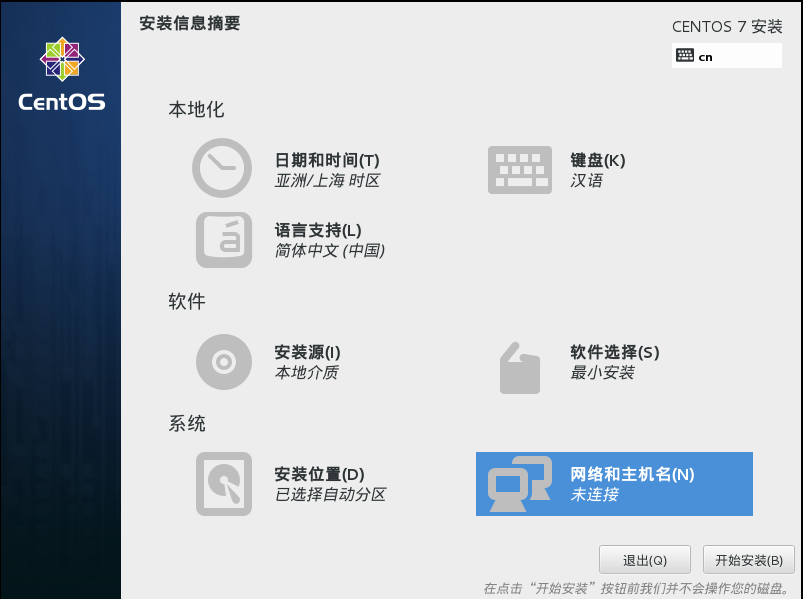 安装信息摘要
CENTOS 7 安装
cn
CentOS
本地化
日期和时间(T)
亚洲/上海 时区
键盘(K)
汉语
语言支持(L)
简体中文 (中国)
软件
安装源(I)
本地介质
软件选择(S)
最小安装
系统
安装位置(D)
已选择自动分区
网络和主机名(N)
未连接
退出(Q)
开始安装(B)
在点击“开始安装”按钮前我们并不会操作您的磁盘。